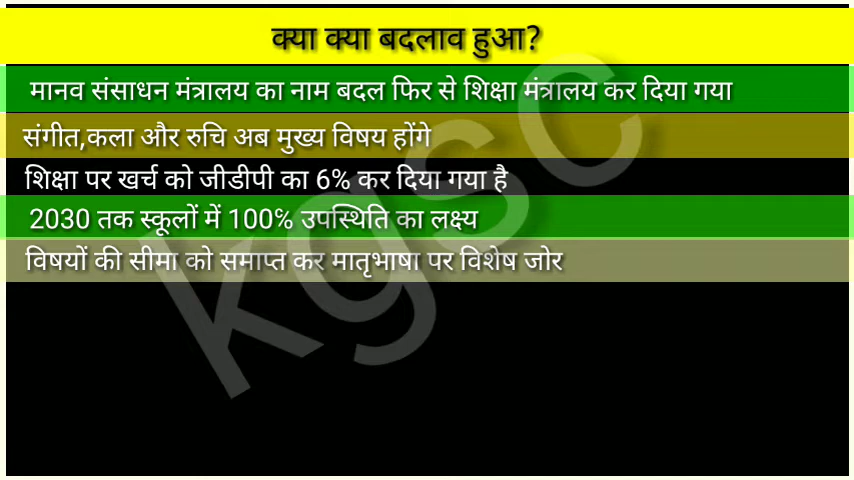 क्या क्या बदलाव हुआ?
मानव संसाधन मंत्रालय का नाम बदल फिर से शिक्षा मंत्रालय कर दिया गया
संगीत,कला और रुचि अब मुख्य विषय होंगे
शिक्षा पर खर्च को जीडीपी का 6% कर दिया गया है
2030 तक स्कूलों में 100% उपस्थिति का लक्ष्य
विषयों की सीमा को समाप्त कर मातृभाषा पर विशेष जोर
kgsc